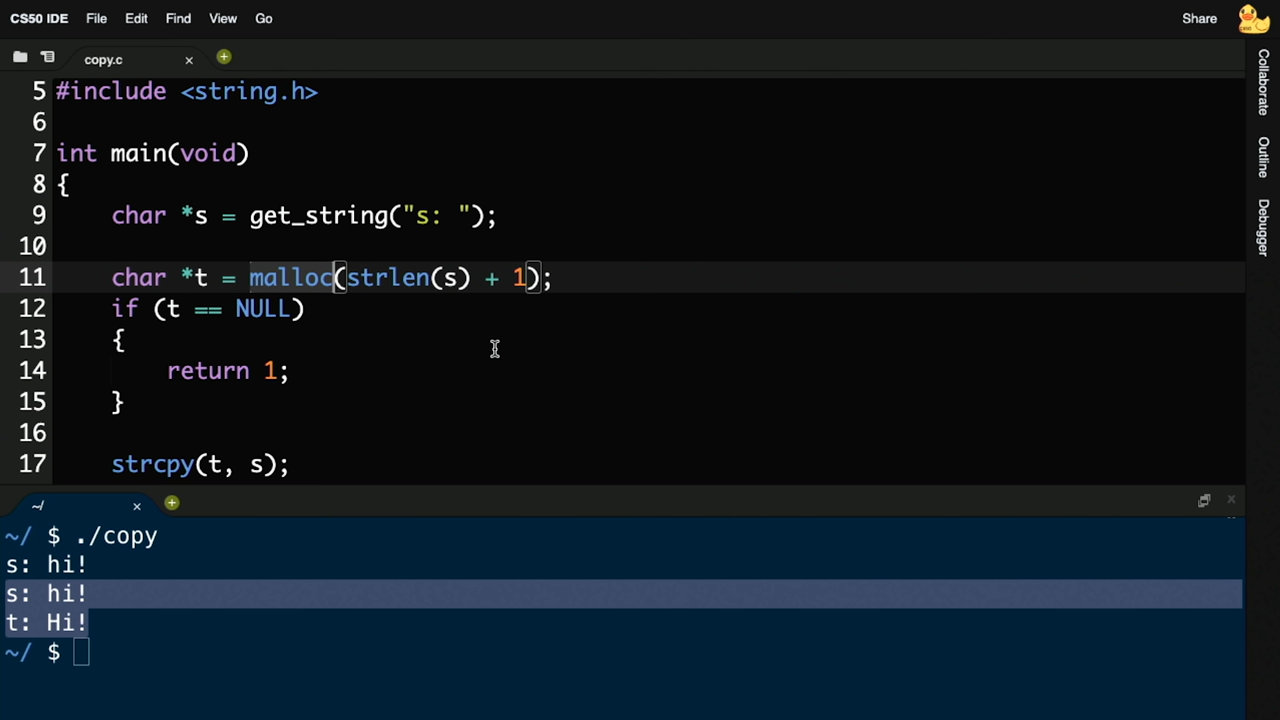 CS50 IDE File Edit Find View Go Share
copy.c
5 #include <string.h>
6
7 int main(void)
8 {
9 char *s = get_string("s: ");
10
11 char *t = malloc(strlen(s) + 1);
12 if (t == NULL)
13 {
14 return 1;
15 }
16
17 strcpy(t, s);
Collaborate
Outline
Debugger
~/
~/ $ ./copy
s: hi!
s: hi!
t: Hi!
~/ $